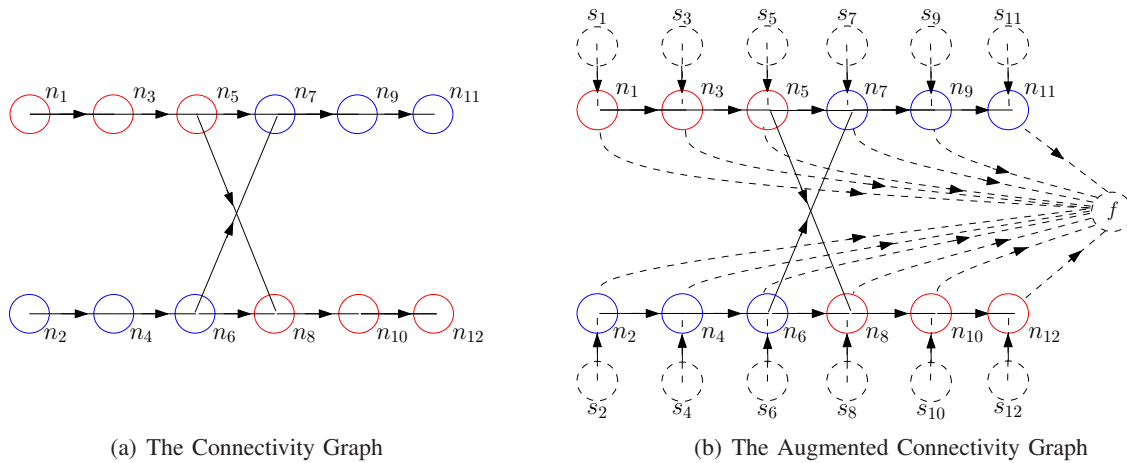 n1 n3 n5 n7 n9 n11
n2 n4 n6 n8 n10 n12
(a) The Connectivity Graph
s1 s3 s5 s7 s9 s11
n1 n3 n5 n7 n9 n11
f
n2 n4 n6 n8 n10 n12
s2 s4 s6 s8 s10 s12
(b) The Augmented Connectivity Graph